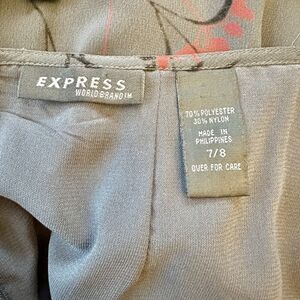 EXPRESS
WORLD BRAND™
70% POLYESTER
30% NYLON
MADE IN
PHILIPPINES
7/8
OVER FOR CARE